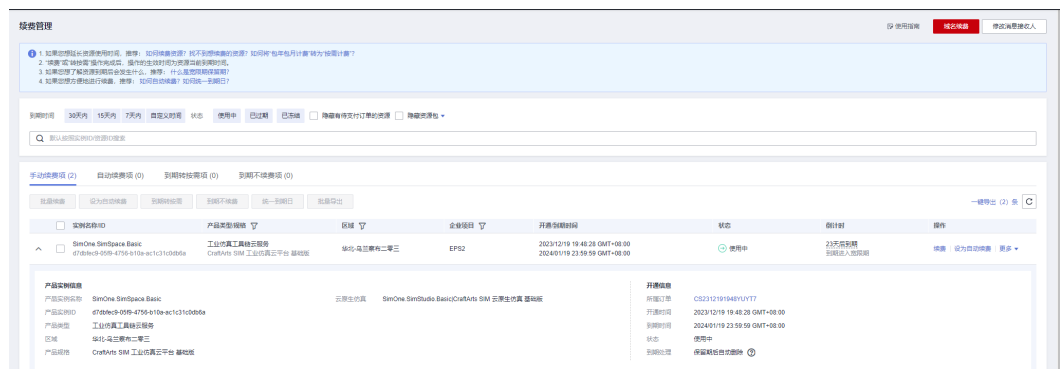 续费管理
使用指南 域名续费 修改消息接收人
1. 如果您想延长资源使用时间，推荐： 如何续费资源? 找不到想续费的资源? 如何将“包年包月计费”转为“按需计费”?
2. “续费”或“转按需”操作完成后，操作的生效时间为资源当前到期时间。
3. 如果您想了解资源到期后会发生什么，推荐： 什么是宽限期保留期?
4. 如果您想方便地进行续费，推荐： 如何自动续费? 如何统一到期日?
到期时间 30天内 15天内 7天内 自定义时间 状态 使用中 已过期 已冻结 隐藏有待支付订单的资源 隐藏资源包
默认按照实例ID/资源ID搜索
手动续费项 (2) 自动续费项 (0) 到期转按需项 (0) 到期不续费项 (0)
批量续费 设为自动续费 到期转按需 到期不续费 统一到期日 批量导出 一键导出 (2) 条
实例名称/ID 产品类型/规格 区域 企业项目 开通/到期时间 状态 倒计时 操作
SimOne.SimSpace.Basic 工业仿真工具链云服务 华北-乌兰察布二零三 EPS2 2023/12/19 19:48:28 GMT+08:00 使用中 23天后到期 续费 设为自动续费 更多
d7dbfec9-05f9-4756-b10a-ac1c31c0db6a CraftArts SIM 工业仿真云平台 基础版 2024/01/19 23:59:59 GMT+08:00 到期进入宽限期
产品实例信息 开通信息
产品实例名称 SimOne.SimSpace.Basic 云原生仿真 SimOne.SimStudio.Basic|CraftArts SIM 云原生仿真 基础版 所属订单 CS2312191948YUYT7
产品实例ID d7dbfec9-05f9-4756-b10a-ac1c31c0db6a 开通时间 2023/12/19 19:48:28 GMT+08:00
产品类型 工业仿真工具链云服务 到期时间 2024/01/19 23:59:59 GMT+08:00
区域 华北-乌兰察布二零三 状态 使用中
产品规格 CraftArts SIM 工业仿真云平台 基础版 到期处理 保留期后自动删除